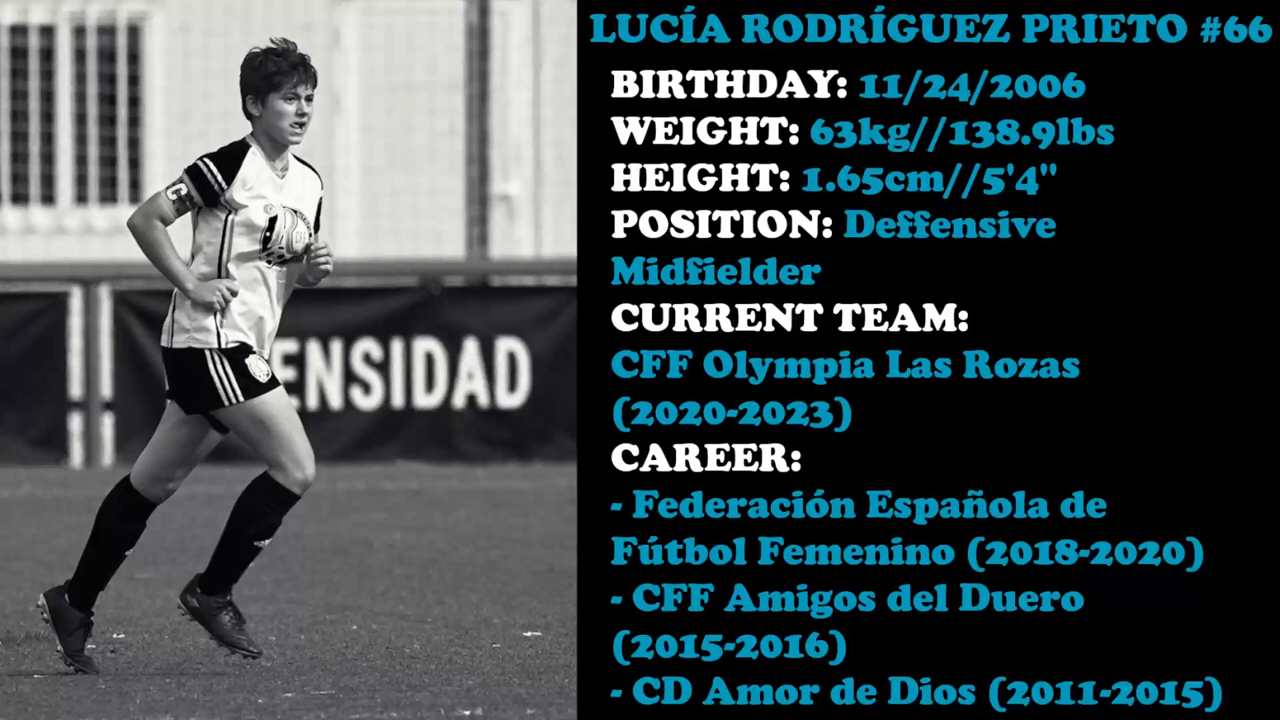 LUCÍA RODRÍGUEZ PRIETO #66
BIRTHDAY: 11/24/2006
WEIGHT: 63kg//138.9lbs
HEIGHT: 1.65cm//5'4"
POSITION: Deffensive
Midfielder
CURRENT TEAM:
CFF Olympia Las Rozas
(2020-2023)
CAREER:
- Federación Española de
Fútbol Femenino (2018-2020)
- CFF Amigos del Duero
(2015-2016)
- CD Amor de Dios (2011-2015)
C
ENSIDAD